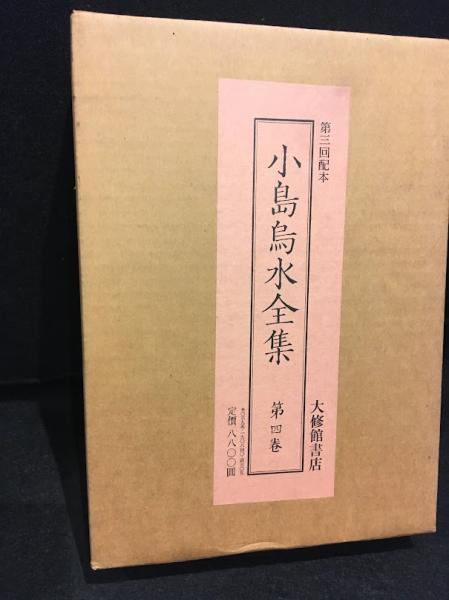 第三回配本
小島烏水全集
第四卷
大修館書店
定價 八八〇〇圓